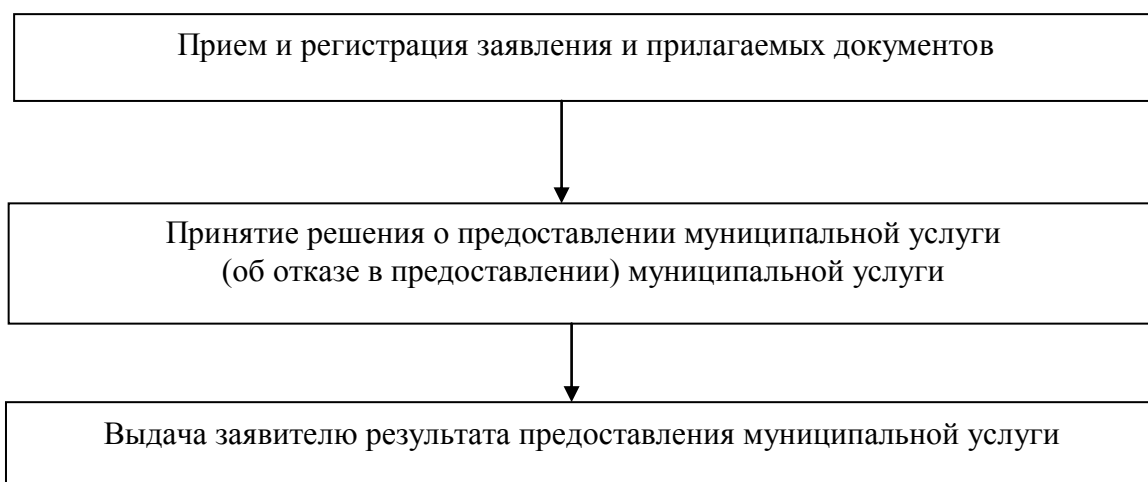 Прием и регистрация заявления и прилагаемых документов
Принятие решения о предоставлении муниципальной услуги
(об отказе в предоставлении) муниципальной услуги
Выдача заявителю результата предоставления муниципальной услуги